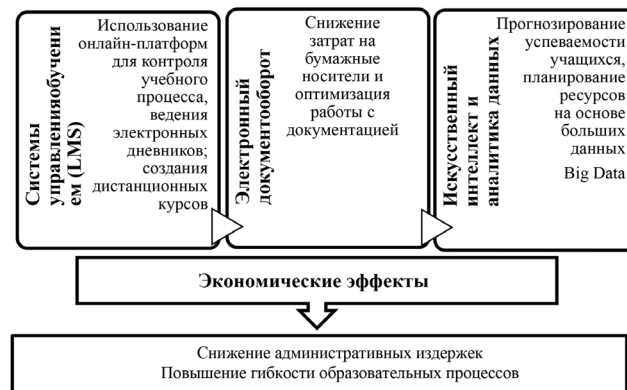 Системы
управленияобучени
ем (LMS)
Использование
онлайн-платформ
для контроля
учебного
процесса,
ведения
электронных
дневников;
создания
дистанционных
курсов
Электронный
документооборот
Снижение
затрат на
бумажные
носители и
оптимизация
работы с
документацией
Искусственный
интеллект и
аналитика данных
Прогнозирование
успеваемости
учащихся,
планирование
ресурсов
на основе
больших
данных
Big Data
Экономические эффекты
Снижение административных издержек
Повышение гибкости образовательных процессов